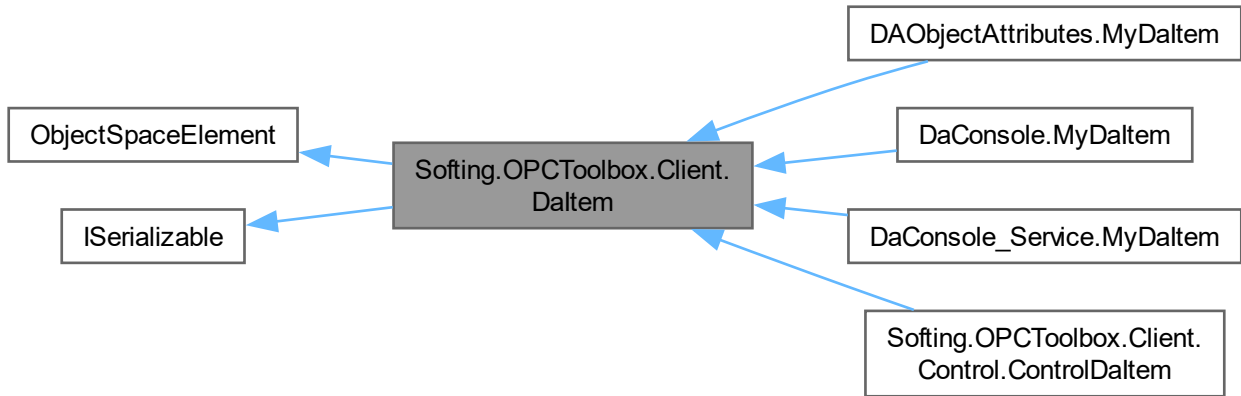 ObjectSpaceElement
ISerializable
Softing.OPCToolbox.Client.
DaItem
DAObjectAttributes.MyDaItem
DaConsole.MyDaItem
DaConsole_Service.MyDaItem
Softing.OPCToolbox.Client.
Control.ControlDaItem